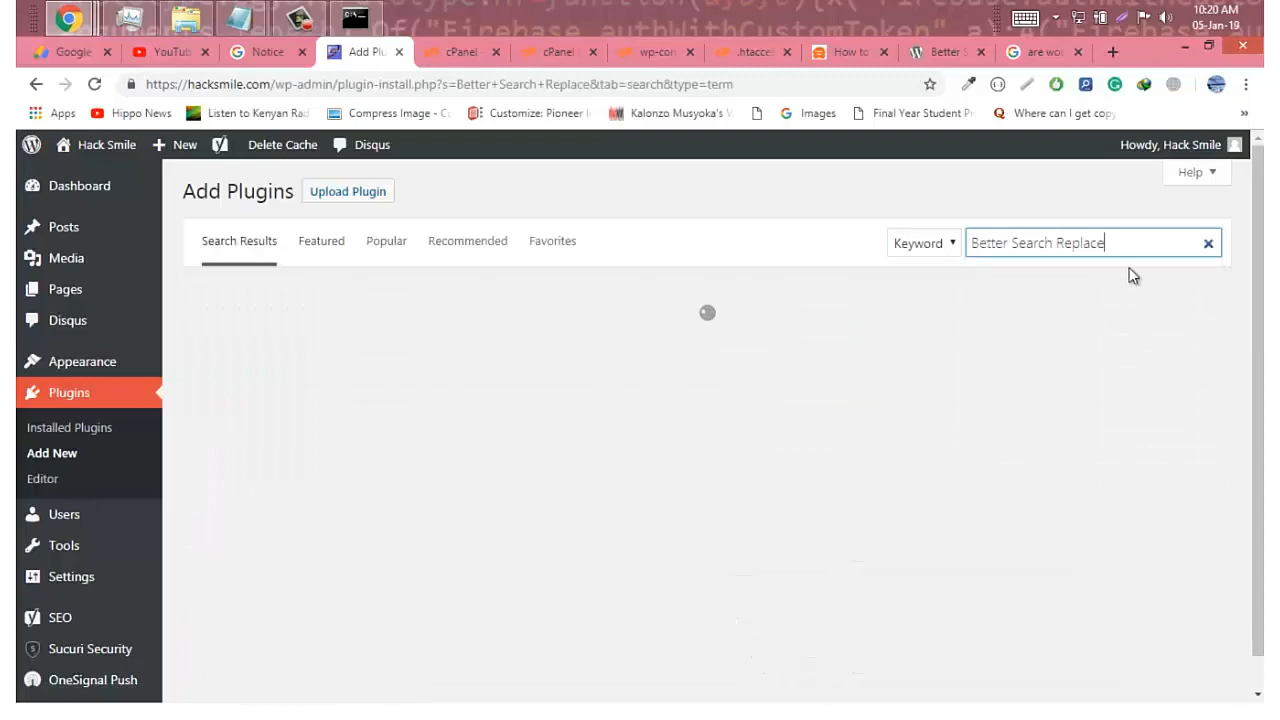 10:20 AM
05-Jan-19
Google
YouTub
Notice
Add Plu
cPanel
cPanel
wp-con
.htacces
How to
Better S
are wo
https://hacksmile.com/wp-admin/plugin-install.php?s=Better+Search+Replace&tab=search&type=term
Apps
Hippo News
Listen to Kenyan Rad
Compress Image - Co
Customize: Pioneer I
Kalonzo Musyoka's V
Images
Final Year Student Pr
Where can I get copy
»
Hack Smile
New
Delete Cache
Disqus
Howdy, Hack Smile
Help
Dashboard
Posts
Media
Pages
Disqus
Appearance
Plugins
Installed Plugins
Add New
Editor
Users
Tools
Settings
SEO
Sucuri Security
OneSignal Push
Add Plugins
Upload Plugin
Search Results
Featured
Popular
Recommended
Favorites
Keyword
Better Search Replace